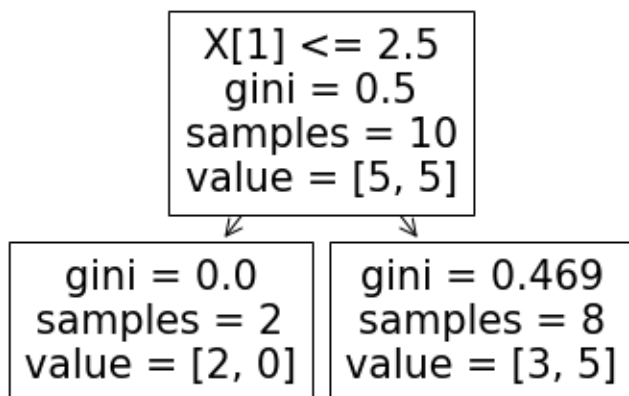 X[1] <= 2.5
gini = 0.5
samples = 10
value = [5, 5]
gini = 0.0
samples = 2
value = [2, 0]
gini = 0.469
samples = 8
value = [3, 5]